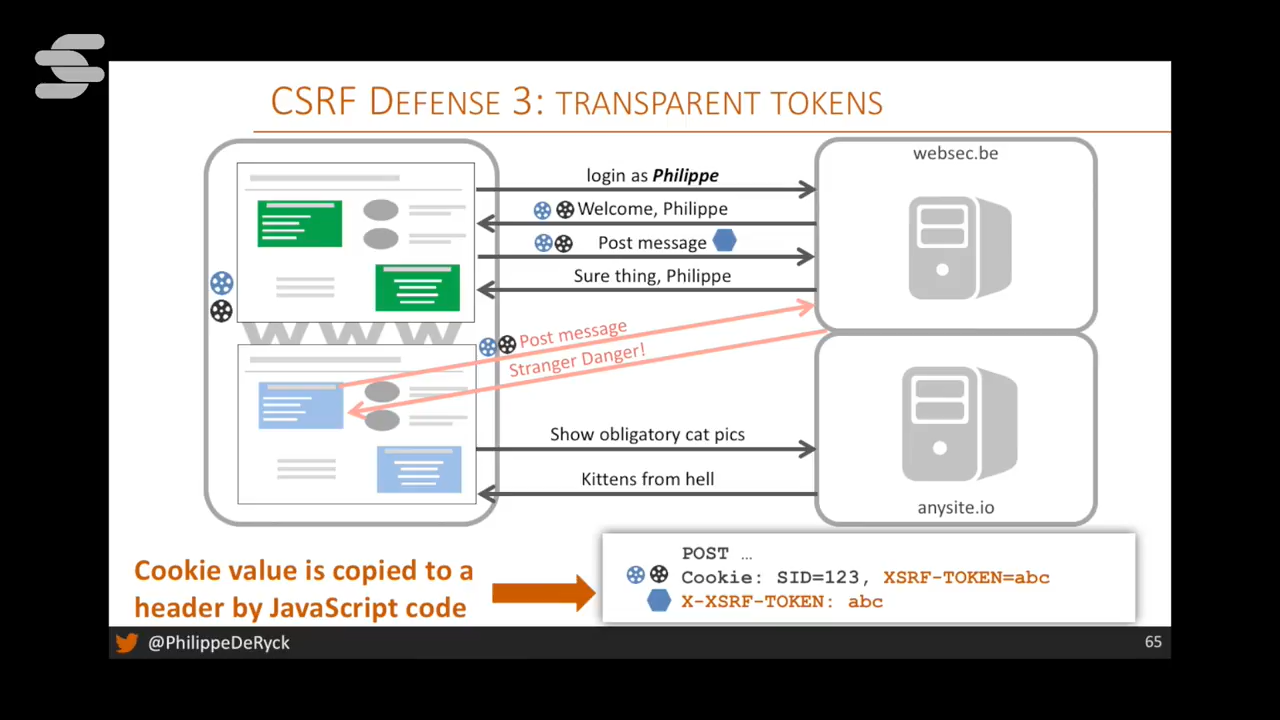 CSRF DEFENSE 3: TRANSPARENT TOKENS
websec.be
login as Philippe
Welcome, Philippe
Post message
Sure thing, Philippe
www
Post message
Stranger Danger!
Show obligatory cat pics
Kittens from hell
anysite.io
Cookie value is copied to a
header by JavaScript code
POST …
Cookie: SID=123, XSRF-TOKEN=abc
X-XSRF-TOKEN: abc
@PhilippeDeRyck
65